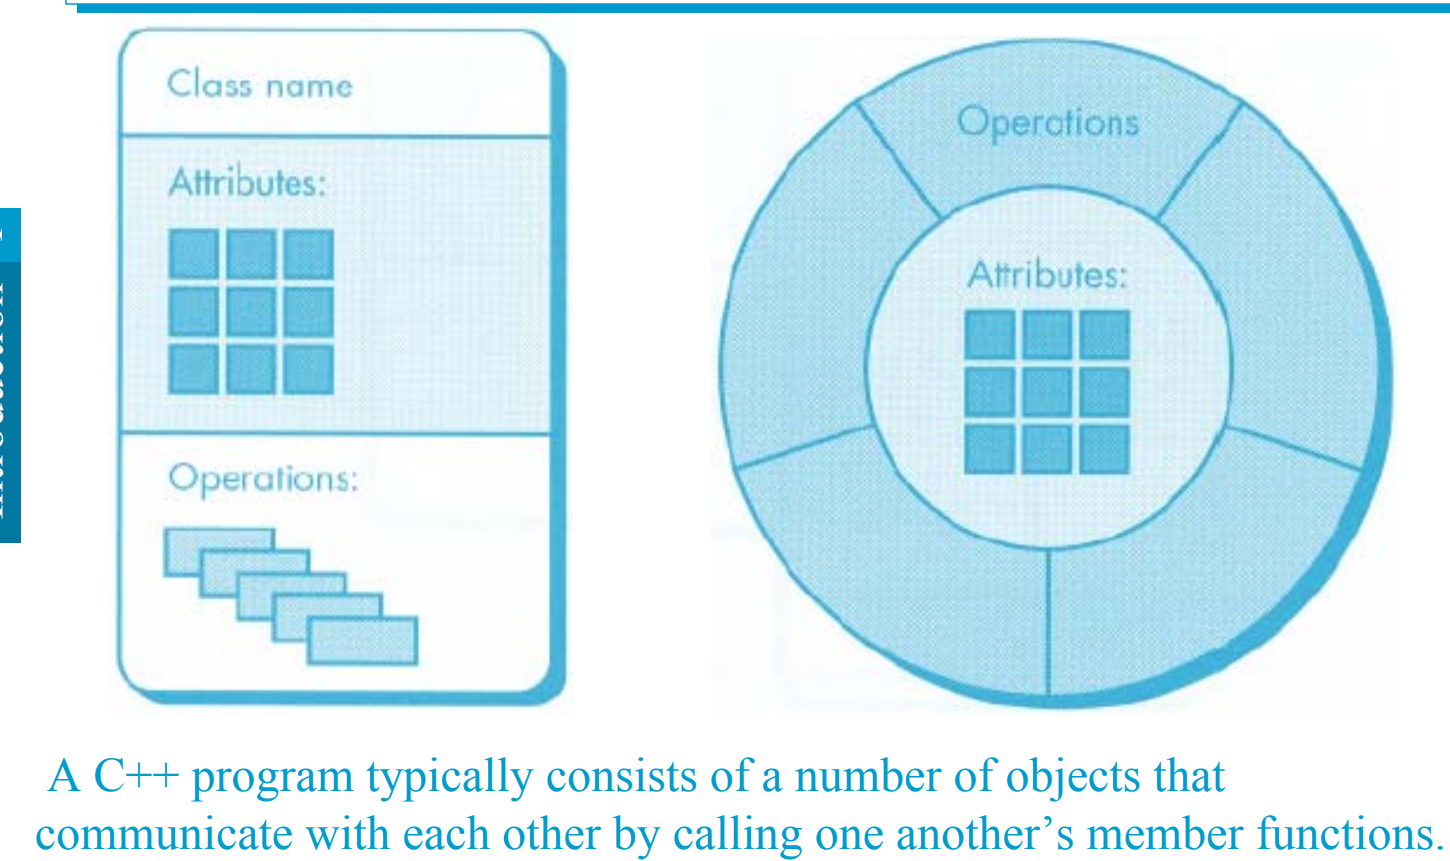 Class name
Attributes:
Operations:
Operations
Attributes:
A C++ program typically consists of a number of objects that
communicate with each other by calling one another's member functions.